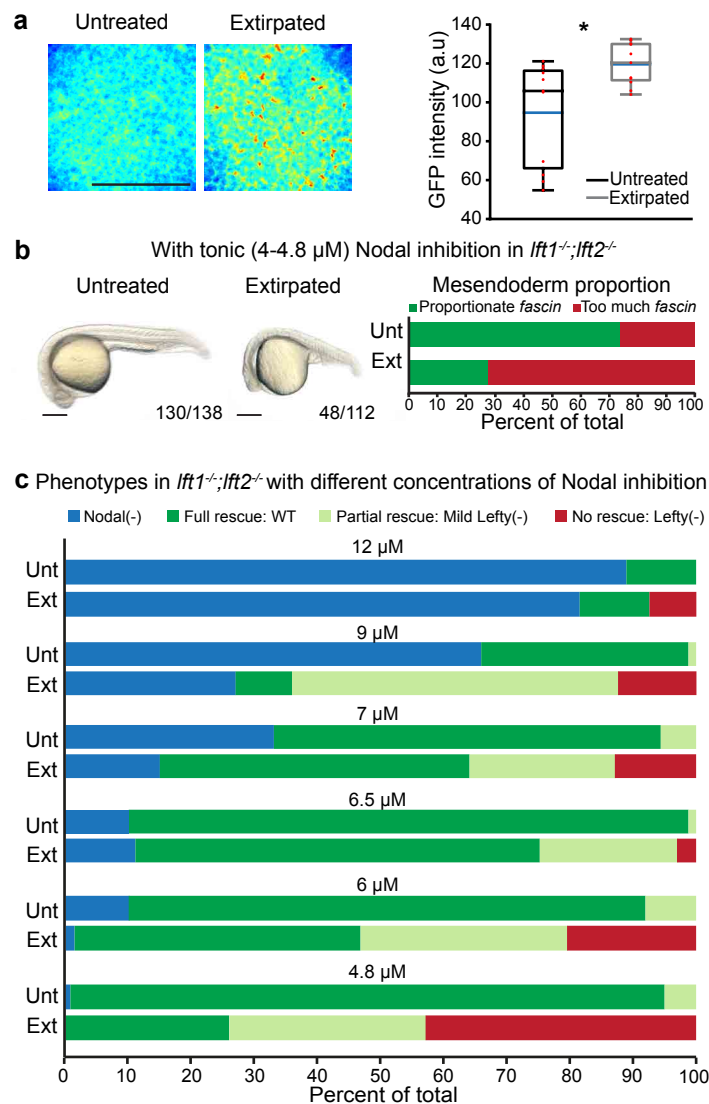 a
Untreated
Extirpated
*
GFP intensity (a.u)
140
120
100
80
60
40
Untreated
Extirpated
b
With tonic (4-4.8 µM) Nodal inhibition in lft1-/-;lft2-/-
Untreated
Extirpated
130/138
48/112
Mesendoderm proportion
Proportionate fascin
Too much fascin
Unt
Ext
0 10 20 30 40 50 60 70 80 90 100
Percent of total
c Phenotypes in lft1-/-;lft2-/- with different concentrations of Nodal inhibition
Nodal(-)
Full rescue: WT
Partial rescue: Mild Lefty(-)
No rescue: Lefty(-)
12 µM
Unt
Ext
9 µM
Unt
Ext
7 µM
Unt
Ext
6.5 µM
Unt
Ext
6 µM
Unt
Ext
4.8 µM
Unt
Ext
0 10 20 30 40 50 60 70 80 90 100
Percent of total